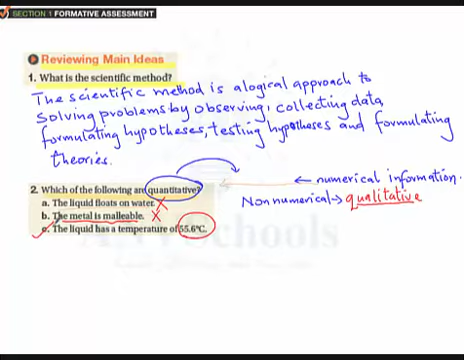 SECTION 1 FORMATIVE ASSESSMENT
Reviewing Main Ideas
1. What is the scientific method?
The scientific method is a logical approach to
solving problems by observing, collecting data,
formulating hypotheses, testing hypotheses and formulating
theories.
2. Which of the following are quantitative?
← numerical information.
a. The liquid floats on water. X
Non numerical → qualitative
b. The metal is malleable. X
c. The liquid has a temperature of 55.6°C.